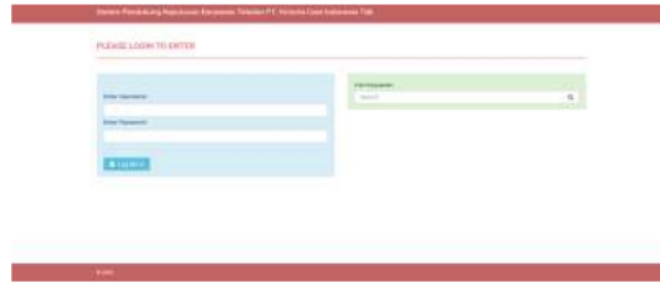 Sistem Pendukung Keputusan Karyawan Teladan PT. Victoria Care Indonesia Tbk
PLEASE LOGIN TO ENTER
Enter Username
Enter Password
Log Me In
Search